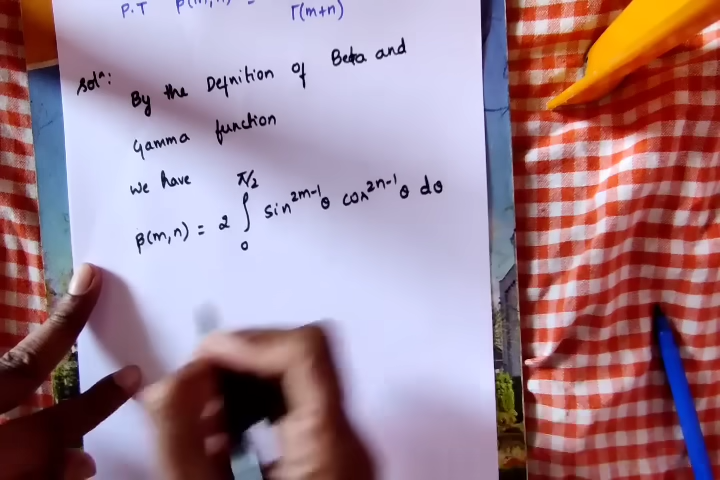 P.T β(m,n) =
Γ(m+n)
Solⁿ:
By the Defnition of Beta and
Gamma function
We have
β(m,n) = 2 ∫₀^{π/2} sin^{2m-1}θ cos^{2n-1}θ dθ